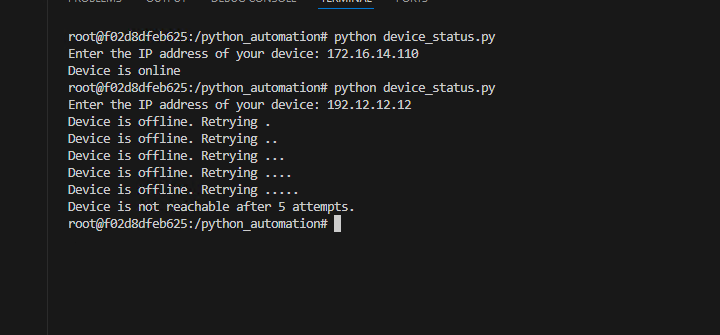 PROBLEMS OUTPUT DEBUG CONSOLE TERMINAL PORTS
root@f02d8dfeb625:/python_automation# python device_status.py
Enter the IP address of your device: 172.16.14.110
Device is online
root@f02d8dfeb625:/python_automation# python device_status.py
Enter the IP address of your device: 192.12.12.12
Device is offline. Retrying .
Device is offline. Retrying ..
Device is offline. Retrying ...
Device is offline. Retrying ....
Device is offline. Retrying .....
Device is not reachable after 5 attempts.
root@f02d8dfeb625:/python_automation#